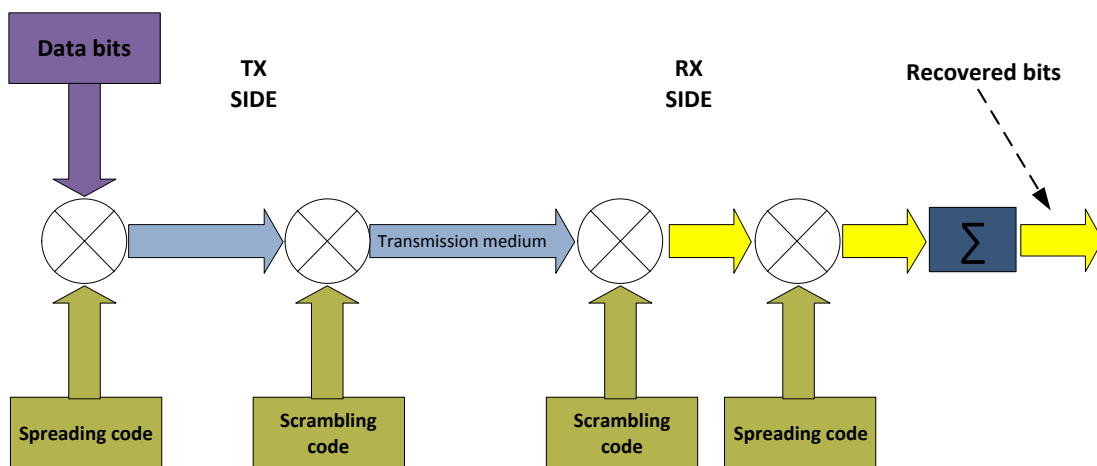 Data bits
TX
SIDE
RX
SIDE
Recovered bits
Transmission medium
∑
Spreading code
Scrambling
code
Scrambling
code
Spreading code